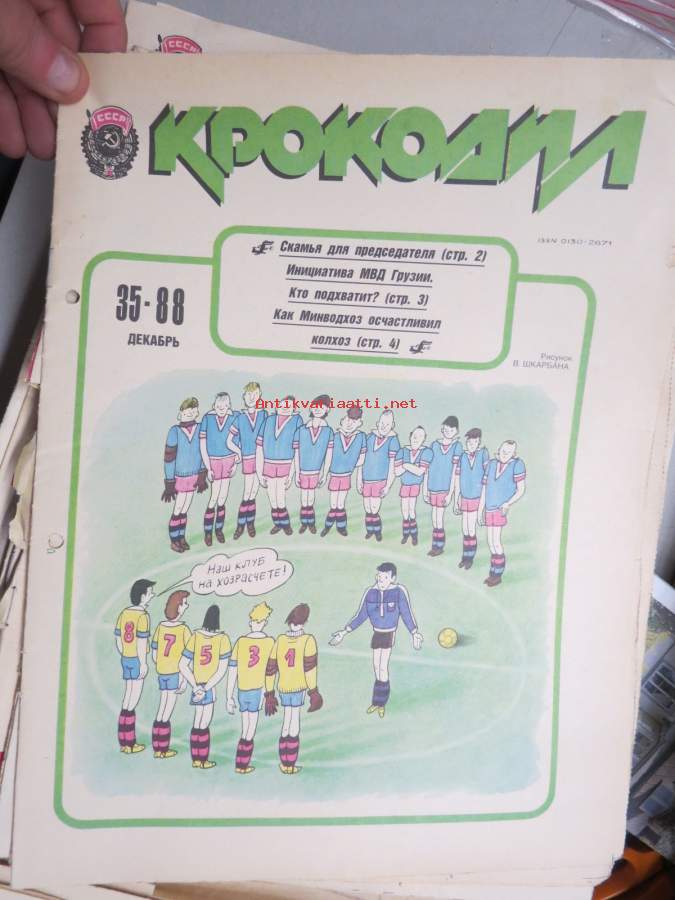 СССР
СССР
КРОКОДИЛ
ISSN 0130-2671
Скамья для председателя (стр. 2)
Инициатива МВД Грузии.
Кто подхватит? (стр. 3)
Как Минводхоз осчастливил
колхоз (стр. 4)
35-88
ДЕКАБРЬ
Рисунок
В. ШКАРБАНА.
Antikvariaatti.net
НАШ КЛУБ
НА ХОЗРАСЧЕТЕ!
8 7 5 3 1